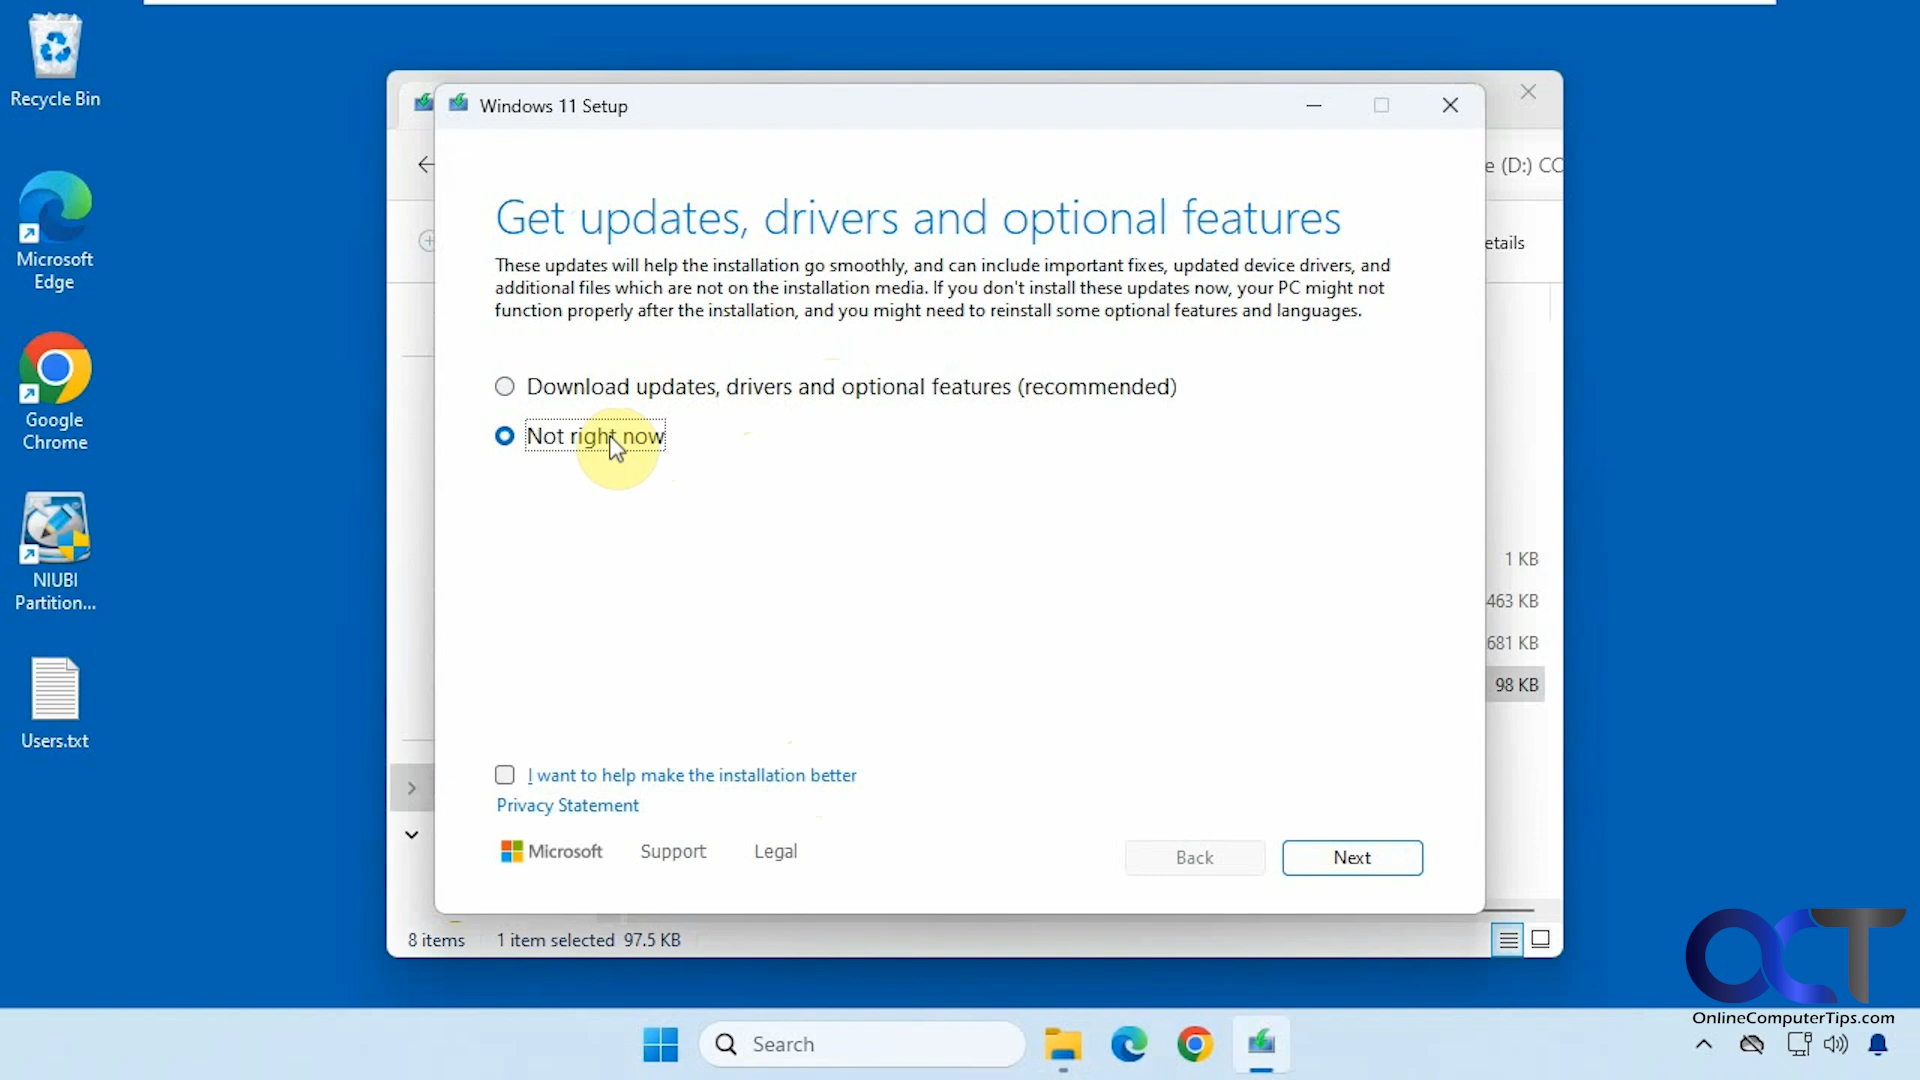 Recycle Bin
Microsoft
Edge
Google
Chrome
NIUBI
Partition...
Users.txt
Windows 11 Setup
e (D:) CC
etails
Get updates, drivers and optional features
These updates will help the installation go smoothly, and can include important fixes, updated device drivers, and
additional files which are not on the installation media. If you don't install these updates now, your PC might not
function properly after the installation, and you might need to reinstall some optional features and languages.
Download updates, drivers and optional features (recommended)
Not right now
1 KB
463 KB
681 KB
98 KB
I want to help make the installation better
Privacy Statement
Microsoft
Support
Legal
Back
Next
8 items
1 item selected 97.5 KB
OCT
OnlineComputerTips.com
Search